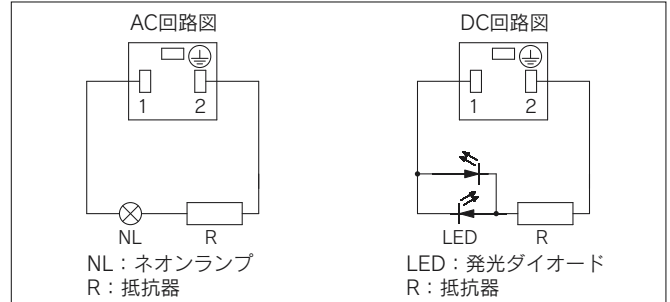 AC回路図
1 2
NL R
NL：ネオンランプ
R：抵抗器
DC回路図
1 2
LED R
LED：発光ダイオード
R：抵抗器